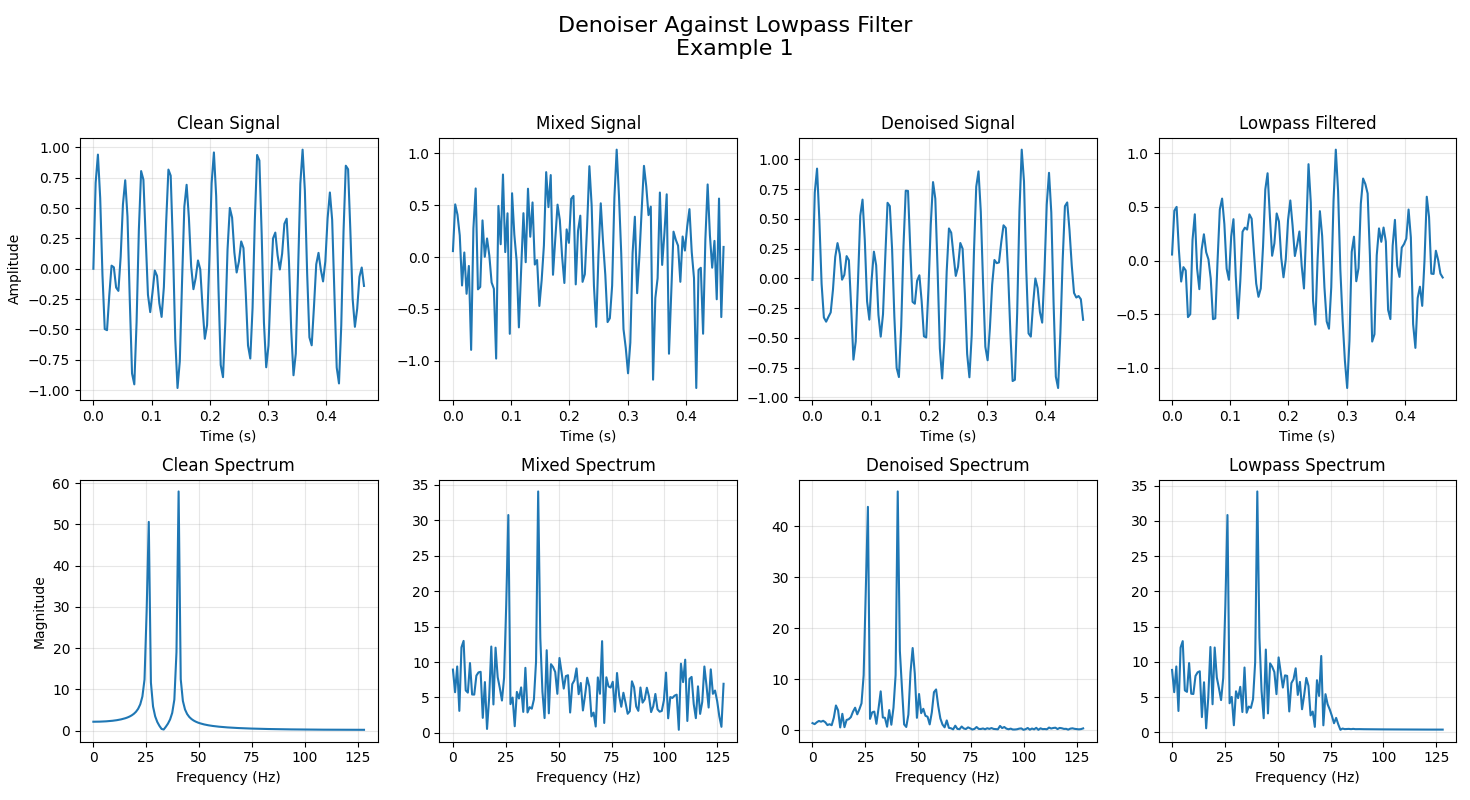 Denoiser Against Lowpass Filter
Example 1
Clean Signal
Mixed Signal
Denoised Signal
Lowpass Filtered
Amplitude
1.00
0.75
0.50
0.25
0.00
−0.25
−0.50
−0.75
−1.00
0.0 0.1 0.2 0.3 0.4
Time (s)
1.0
0.5
0.0
−0.5
−1.0
0.0 0.1 0.2 0.3 0.4
Time (s)
1.00
0.75
0.50
0.25
0.00
−0.25
−0.50
−0.75
−1.00
0.0 0.1 0.2 0.3 0.4
Time (s)
1.0
0.5
0.0
−0.5
−1.0
0.0 0.1 0.2 0.3 0.4
Time (s)
Clean Spectrum
Mixed Spectrum
Denoised Spectrum
Lowpass Spectrum
Magnitude
60
50
40
30
20
10
0
0 25 50 75 100 125
Frequency (Hz)
35
30
25
20
15
10
5
0
0 25 50 75 100 125
Frequency (Hz)
40
30
20
10
0
0 25 50 75 100 125
Frequency (Hz)
35
30
25
20
15
10
5
0
0 25 50 75 100 125
Frequency (Hz)